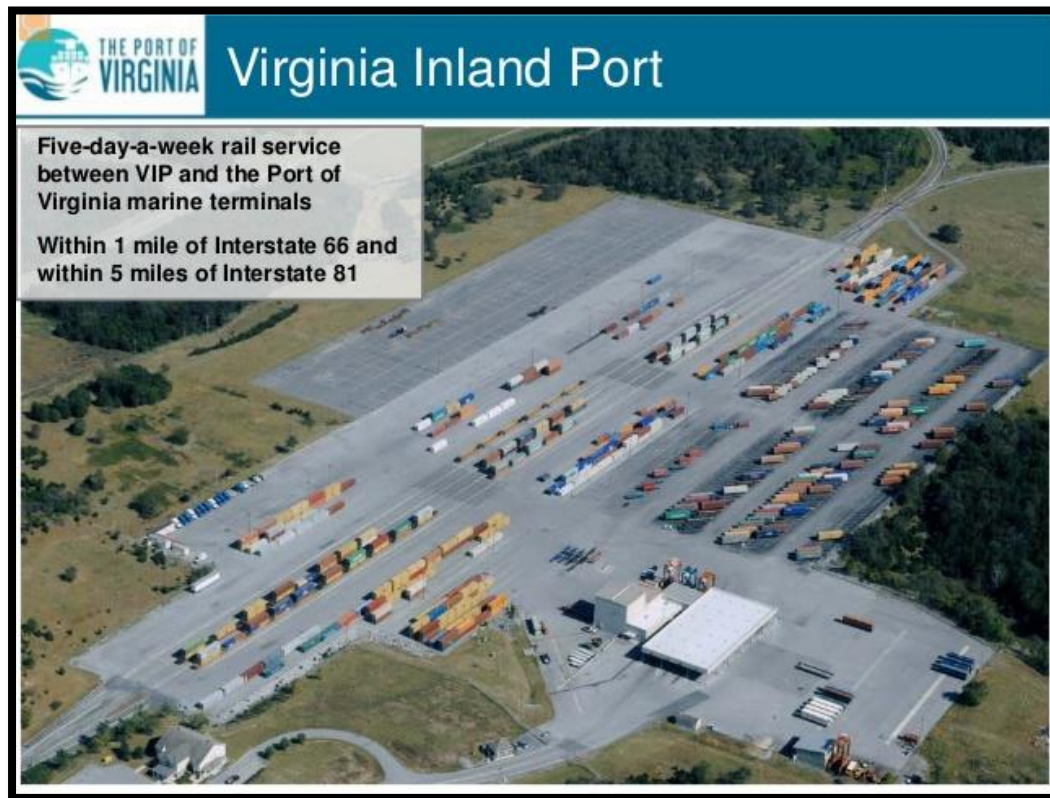 THE PORT OF
VIRGINIA
Virginia Inland Port
Five-day-a-week rail service
between VIP and the Port of
Virginia marine terminals
Within 1 mile of Interstate 66 and
within 5 miles of Interstate 81